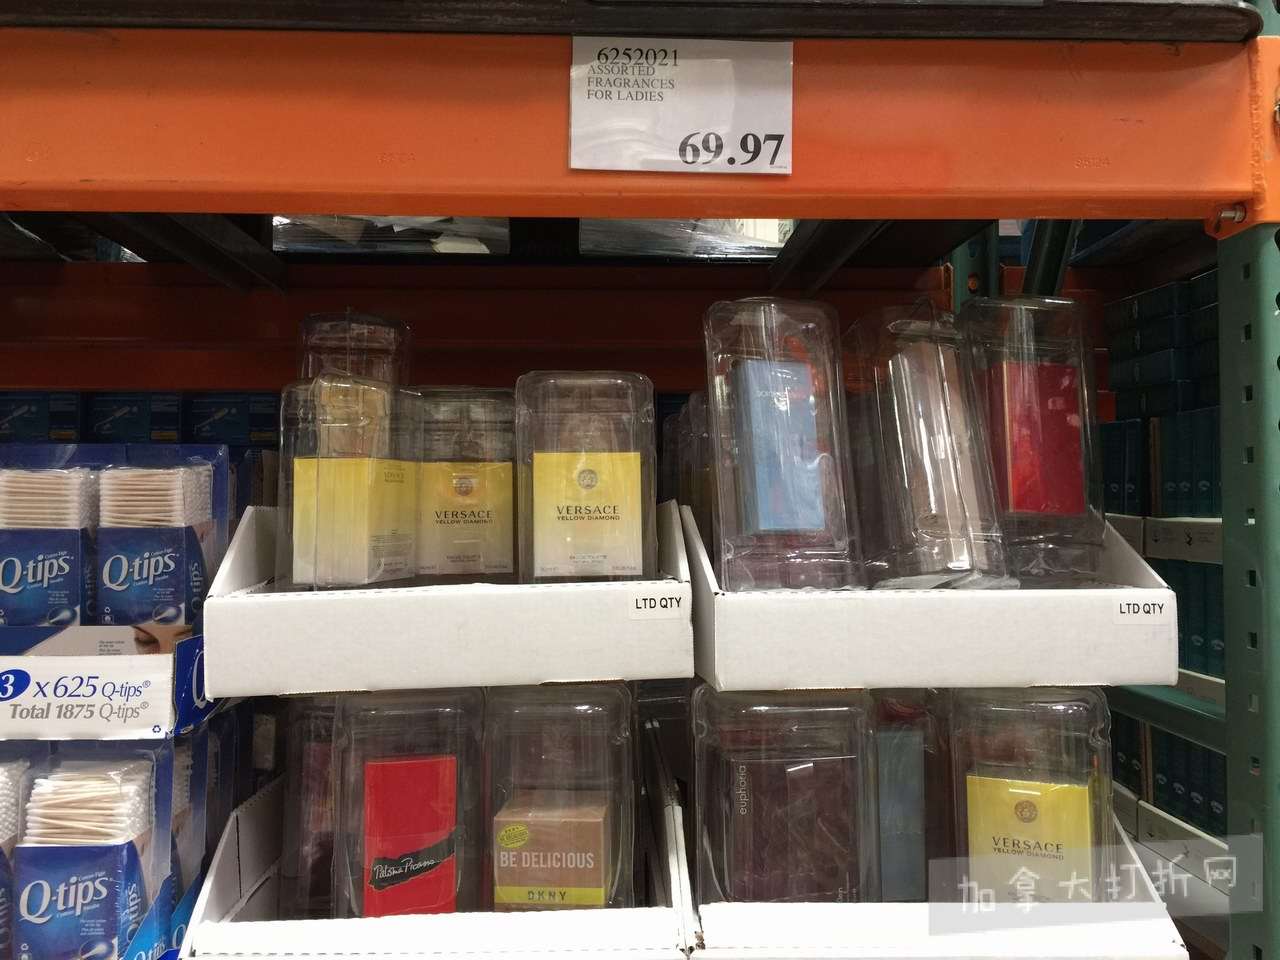 6252021
ASSORTED
FRAGRANCES
FOR LADIES
69.97
VERSACE
YELLOW DIAMOND
VERSACE
YELLOW DIAMOND
Q-tips
Q-tips
LTD QTY
LTD QTY
3 x 625 Q-tips®
Total 1875 Q-tips®
euphoria
Paloma Picasso
BE DELICIOUS
DKNY
VERSACE
YELLOW DIAMOND
Q-tips
加拿大打折网